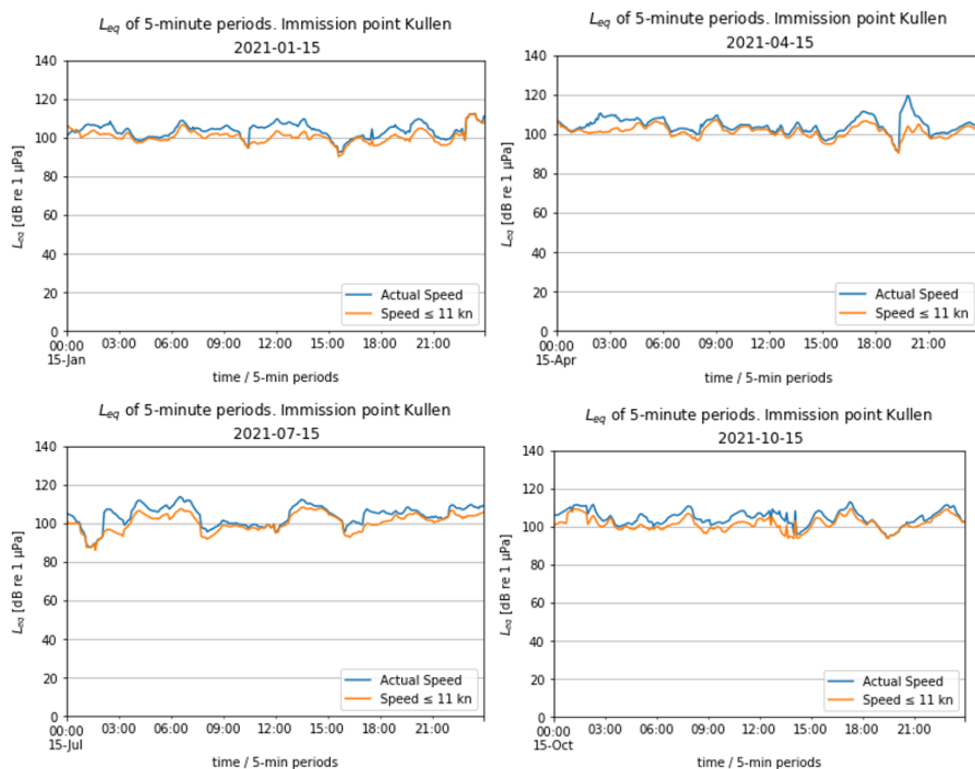 L_eq of 5-minute periods. Immission point Kullen
2021-01-15
140
120
100
80
60
40
20
0
L_eq [dB re 1 µPa]
Actual Speed
Speed ≤ 11 kn
00:00 03:00 06:00 09:00 12:00 15:00 18:00 21:00
15-Jan
time / 5-min periods
L_eq of 5-minute periods. Immission point Kullen
2021-04-15
140
120
100
80
60
40
20
0
L_eq [dB re 1 µPa]
Actual Speed
Speed ≤ 11 kn
00:00 03:00 06:00 09:00 12:00 15:00 18:00 21:00
15-Apr
time / 5-min periods
L_eq of 5-minute periods. Immission point Kullen
2021-07-15
140
120
100
80
60
40
20
0
L_eq [dB re 1 µPa]
Actual Speed
Speed ≤ 11 kn
00:00 03:00 06:00 09:00 12:00 15:00 18:00 21:00
15-Jul
time / 5-min periods
L_eq of 5-minute periods. Immission point Kullen
2021-10-15
140
120
100
80
60
40
20
0
L_eq [dB re 1 µPa]
Actual Speed
Speed ≤ 11 kn
00:00 03:00 06:00 09:00 12:00 15:00 18:00 21:00
15-Oct
time / 5-min periods